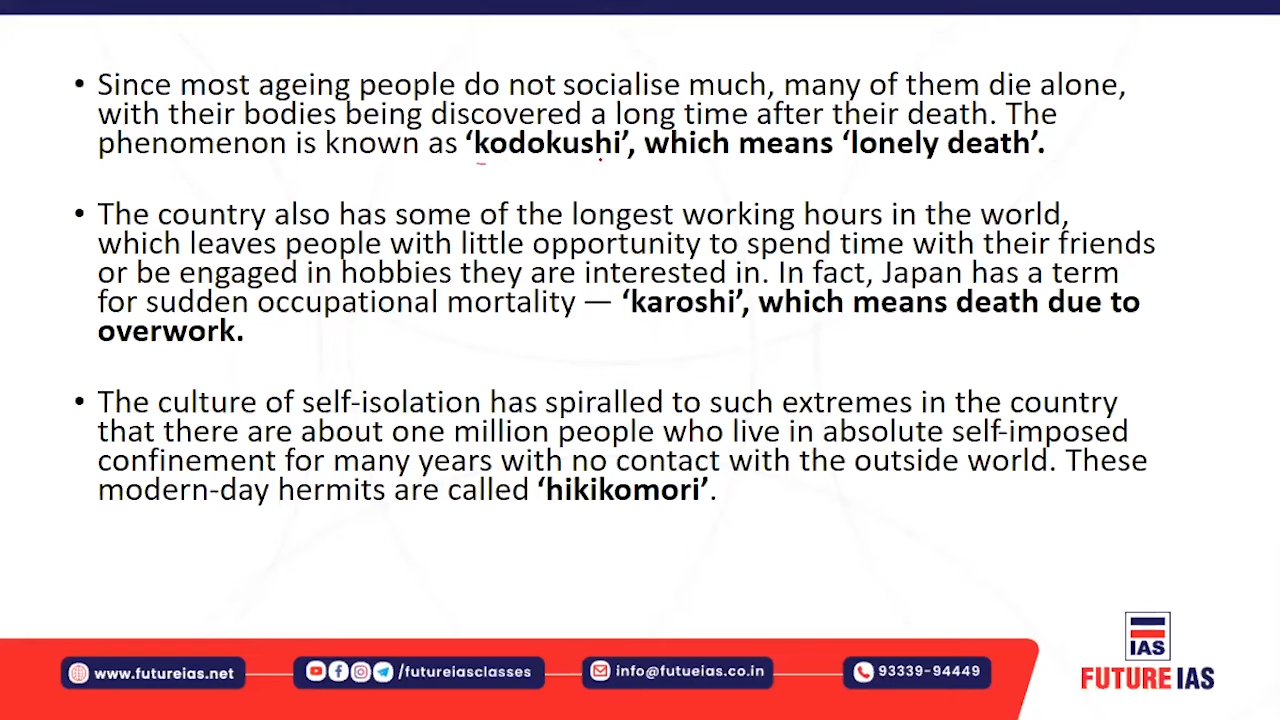 • Since most ageing people do not socialise much, many of them die alone,
with their bodies being discovered a long time after their death. The
phenomenon is known as ‘kodokushi’, which means ‘lonely death’.
• The country also has some of the longest working hours in the world,
which leaves people with little opportunity to spend time with their friends
or be engaged in hobbies they are interested in. In fact, Japan has a term
for sudden occupational mortality — ‘karoshi’, which means death due to
overwork.
• The culture of self-isolation has spiralled to such extremes in the country
that there are about one million people who live in absolute self-imposed
confinement for many years with no contact with the outside world. These
modern-day hermits are called ‘hikikomori’.
IAS
FUTURE IAS
www.futureias.net
/futureiasclasses
info@futueias.co.in
93339-94449